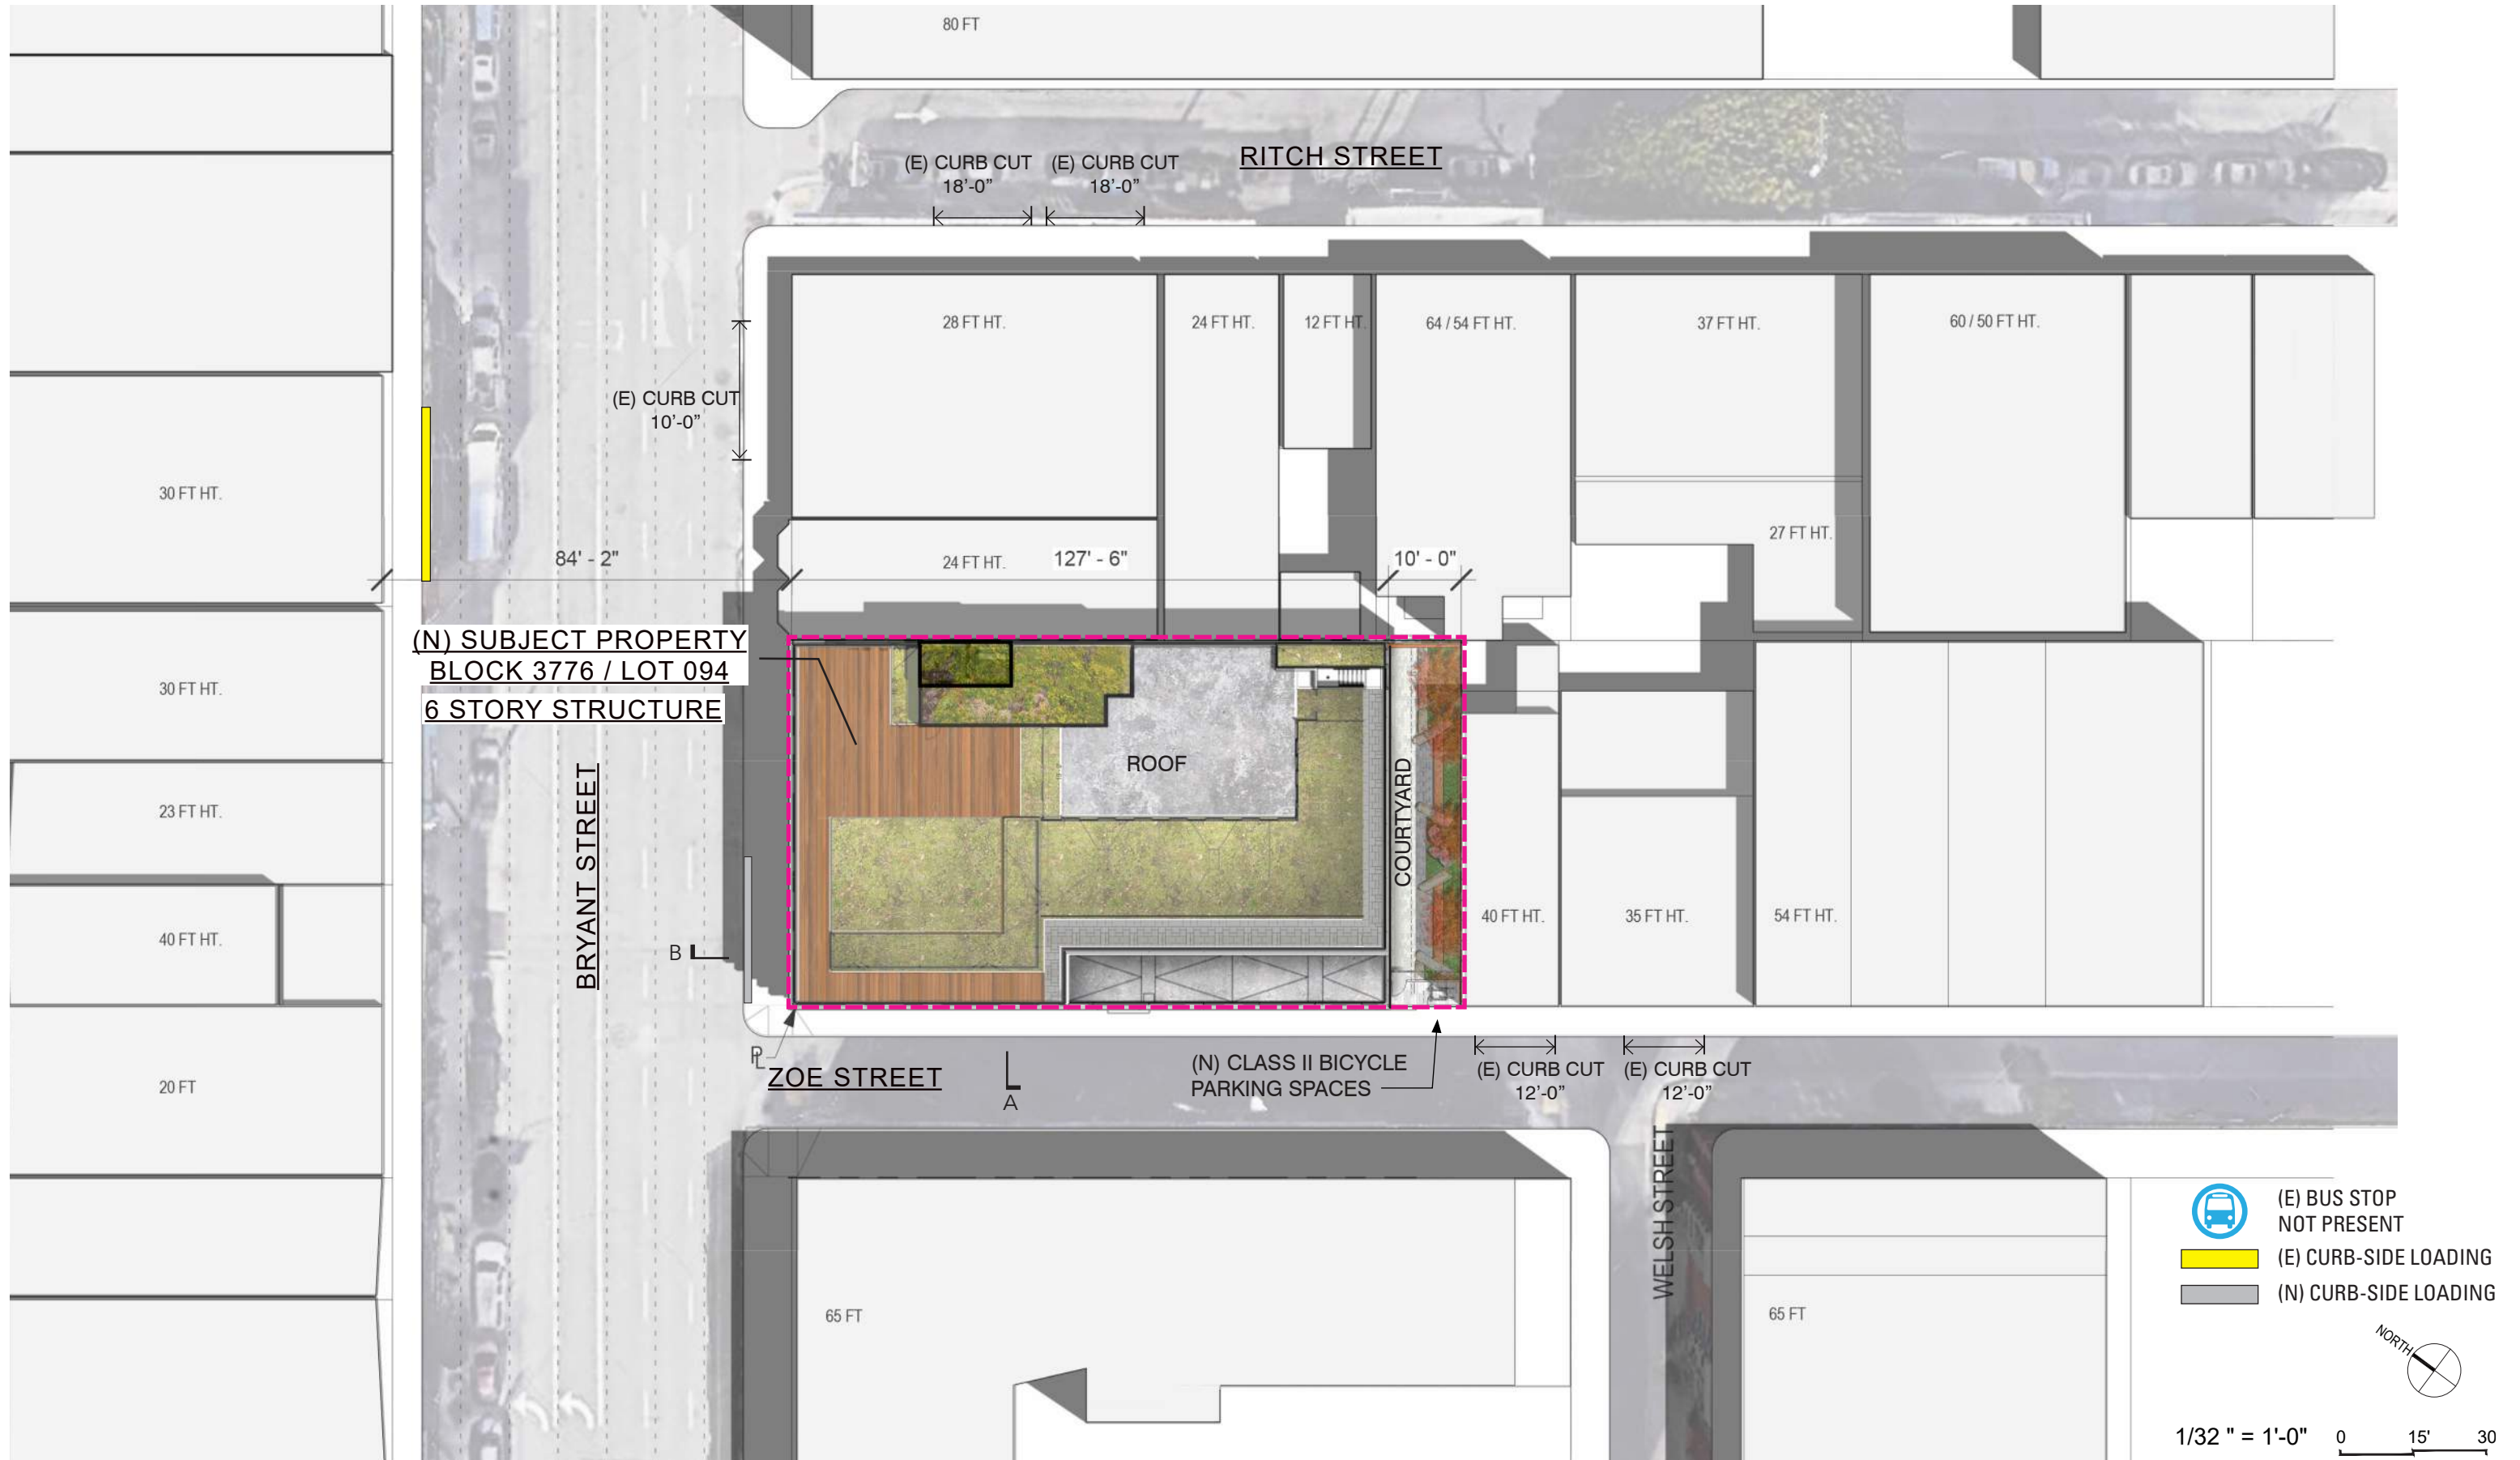 80 FT
(E) CURB CUT
18'-0"
(E) CURB CUT
18'-0"
RITCH STREET
28 FT HT.
24 FT HT.
12 FT HT.
64 / 54 FT HT.
37 FT HT.
60 / 50 FT HT.
(E) CURB CUT
10'-0"
30 FT HT.
27 FT HT.
84' - 2"
24 FT HT.
127' - 6"
10' - 0"
(N) SUBJECT PROPERTY
BLOCK 3776 / LOT 094
6 STORY STRUCTURE
30 FT HT.
ROOF
COURTYARD
23 FT HT.
BRYANT STREET
40 FT HT.
35 FT HT.
54 FT HT.
40 FT HT.
B
PL
ZOE STREET
A
(N) CLASS II BICYCLE
PARKING SPACES
(E) CURB CUT
12'-0"
(E) CURB CUT
12'-0"
20 FT
WELSH STREET
65 FT
65 FT
(E) BUS STOP
NOT PRESENT
(E) CURB-SIDE LOADING
(N) CURB-SIDE LOADING
NORTH
1/32 " = 1'-0"
0 15' 30